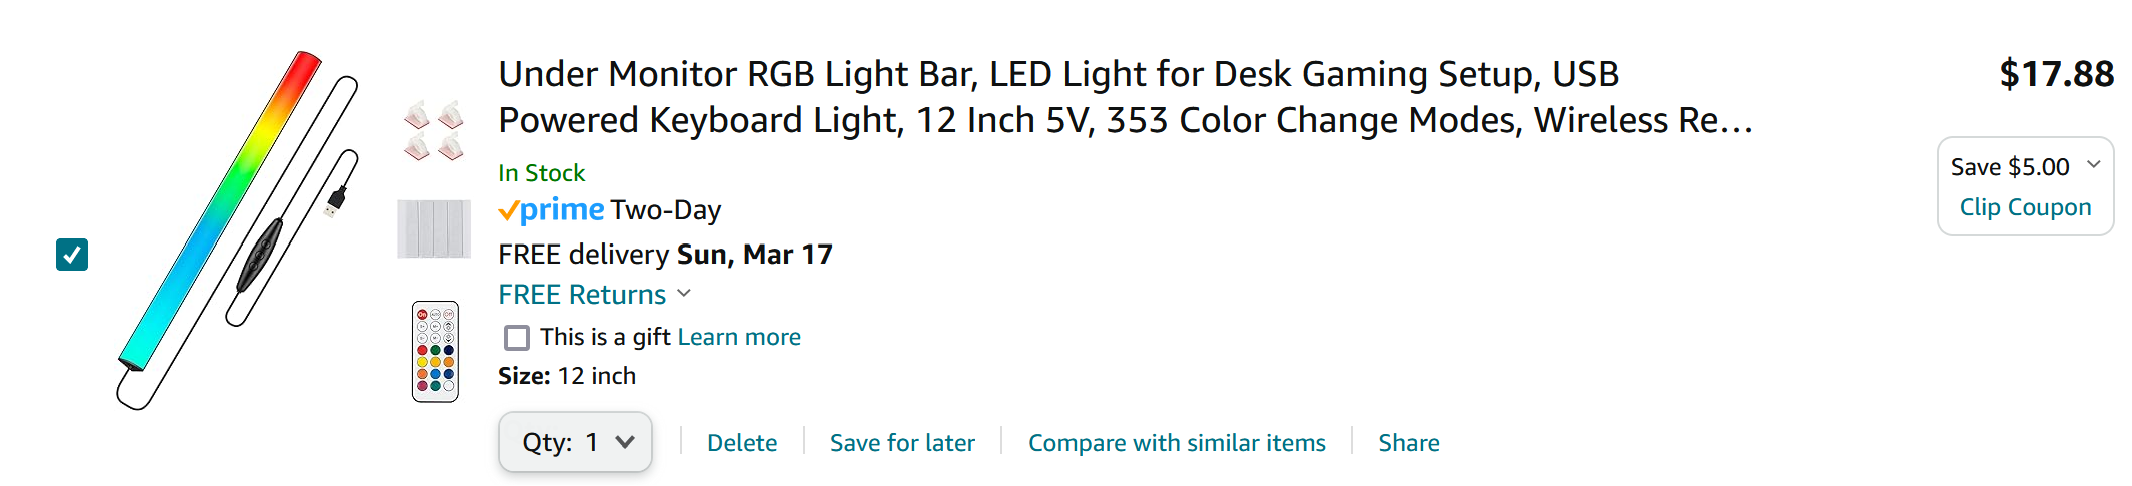 Under Monitor RGB Light Bar, LED Light for Desk Gaming Setup, USB
Powered Keyboard Light, 12 Inch 5V, 353 Color Change Modes, Wireless Re…
$17.88
Save $5.00
Clip Coupon
In Stock
prime Two-Day
FREE delivery Sun, Mar 17
FREE Returns
This is a gift Learn more
Size: 12 inch
Qty: 1
Delete
Save for later
Compare with similar items
Share